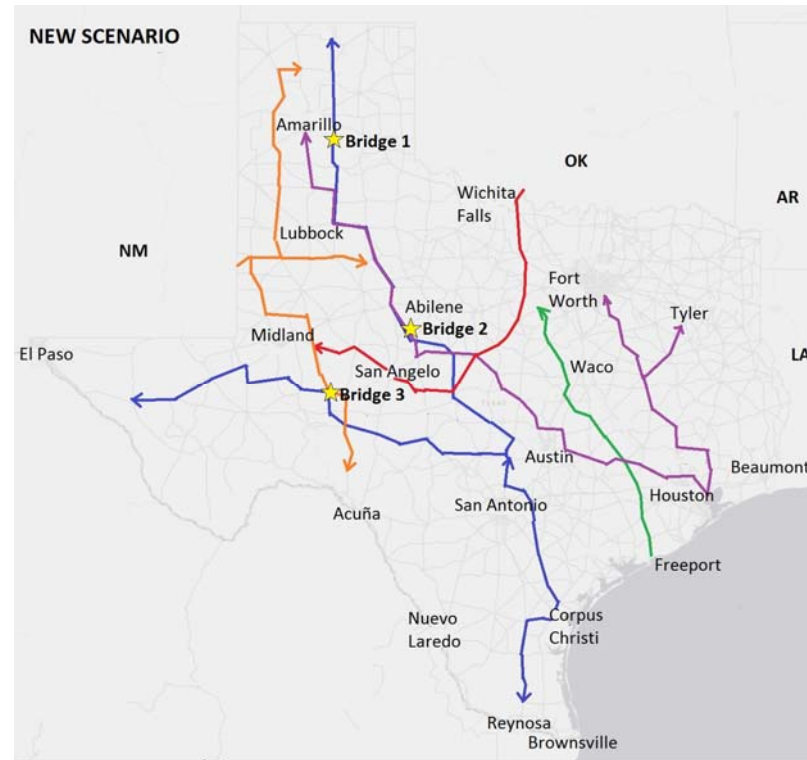 NEW SCENARIO
Amarillo
Bridge 1
OK
Wichita
Falls
AR
Lubbock
NM
Fort
Worth
Abilene
Bridge 2
Tyler
Midland
El Paso
LA
San Angelo
Waco
Bridge 3
Austin
Beaumont
Houston
San Antonio
Acuña
Freeport
Nuevo
Laredo
Corpus
Christi
Reynosa
Brownsville